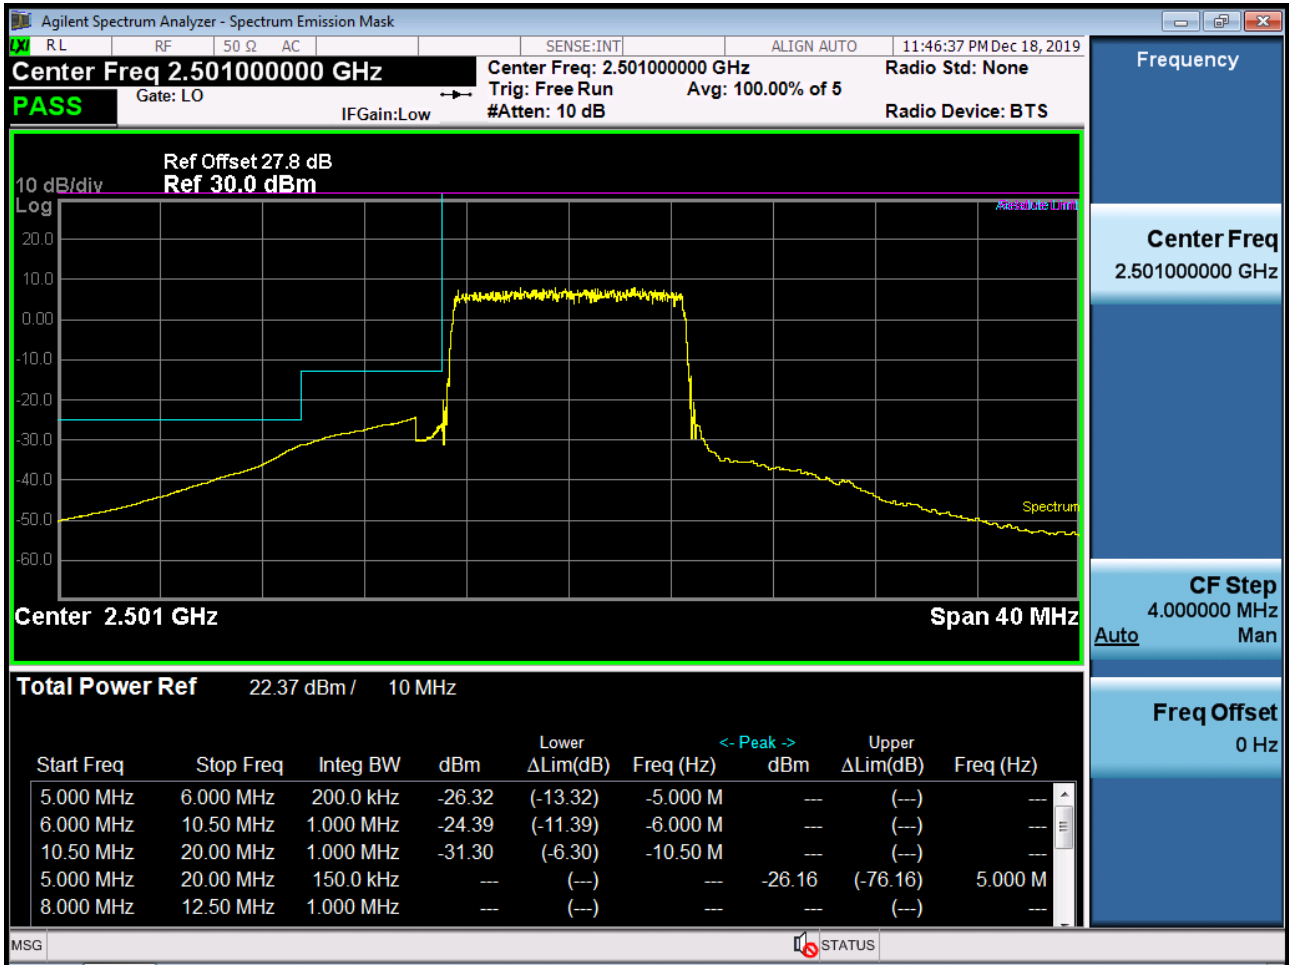 Agilent Spectrum Analyzer - Spectrum Emission Mask
LXI RL RF 50 Ω AC SENSE:INT ALIGN AUTO 11:46:37 PM Dec 18, 2019
Center Freq 2.501000000 GHz
Center Freq: 2.501000000 GHz
Radio Std: None
PASS
Gate: LO
IFGain:Low
Trig: Free Run Avg: 100.00% of 5
#Atten: 10 dB
Radio Device: BTS
Ref Offset 27.8 dB
10 dB/div Ref 30.0 dBm
Log
Absolute Limit
20.0
10.0
0.00
-10.0
-20.0
-30.0
-40.0
-50.0
-60.0
Spectrum
Center 2.501 GHz Span 40 MHz
Total Power Ref 22.37 dBm / 10 MHz
Lower <- Peak -> Upper
Start Freq Stop Freq Integ BW dBm ΔLim(dB) Freq (Hz) dBm ΔLim(dB) Freq (Hz)
5.000 MHz 6.000 MHz 200.0 kHz -26.32 (-13.32) -5.000 M --- (---) ---
6.000 MHz 10.50 MHz 1.000 MHz -24.39 (-11.39) -6.000 M --- (---) ---
10.50 MHz 20.00 MHz 1.000 MHz -31.30 (-6.30) -10.50 M --- (---) ---
5.000 MHz 20.00 MHz 150.0 kHz --- (---) --- -26.16 (-76.16) 5.000 M
8.000 MHz 12.50 MHz 1.000 MHz --- (---) --- --- (---) ---
MSG STATUS
Frequency
Center Freq
2.501000000 GHz
CF Step
4.000000 MHz
Auto Man
Freq Offset
0 Hz